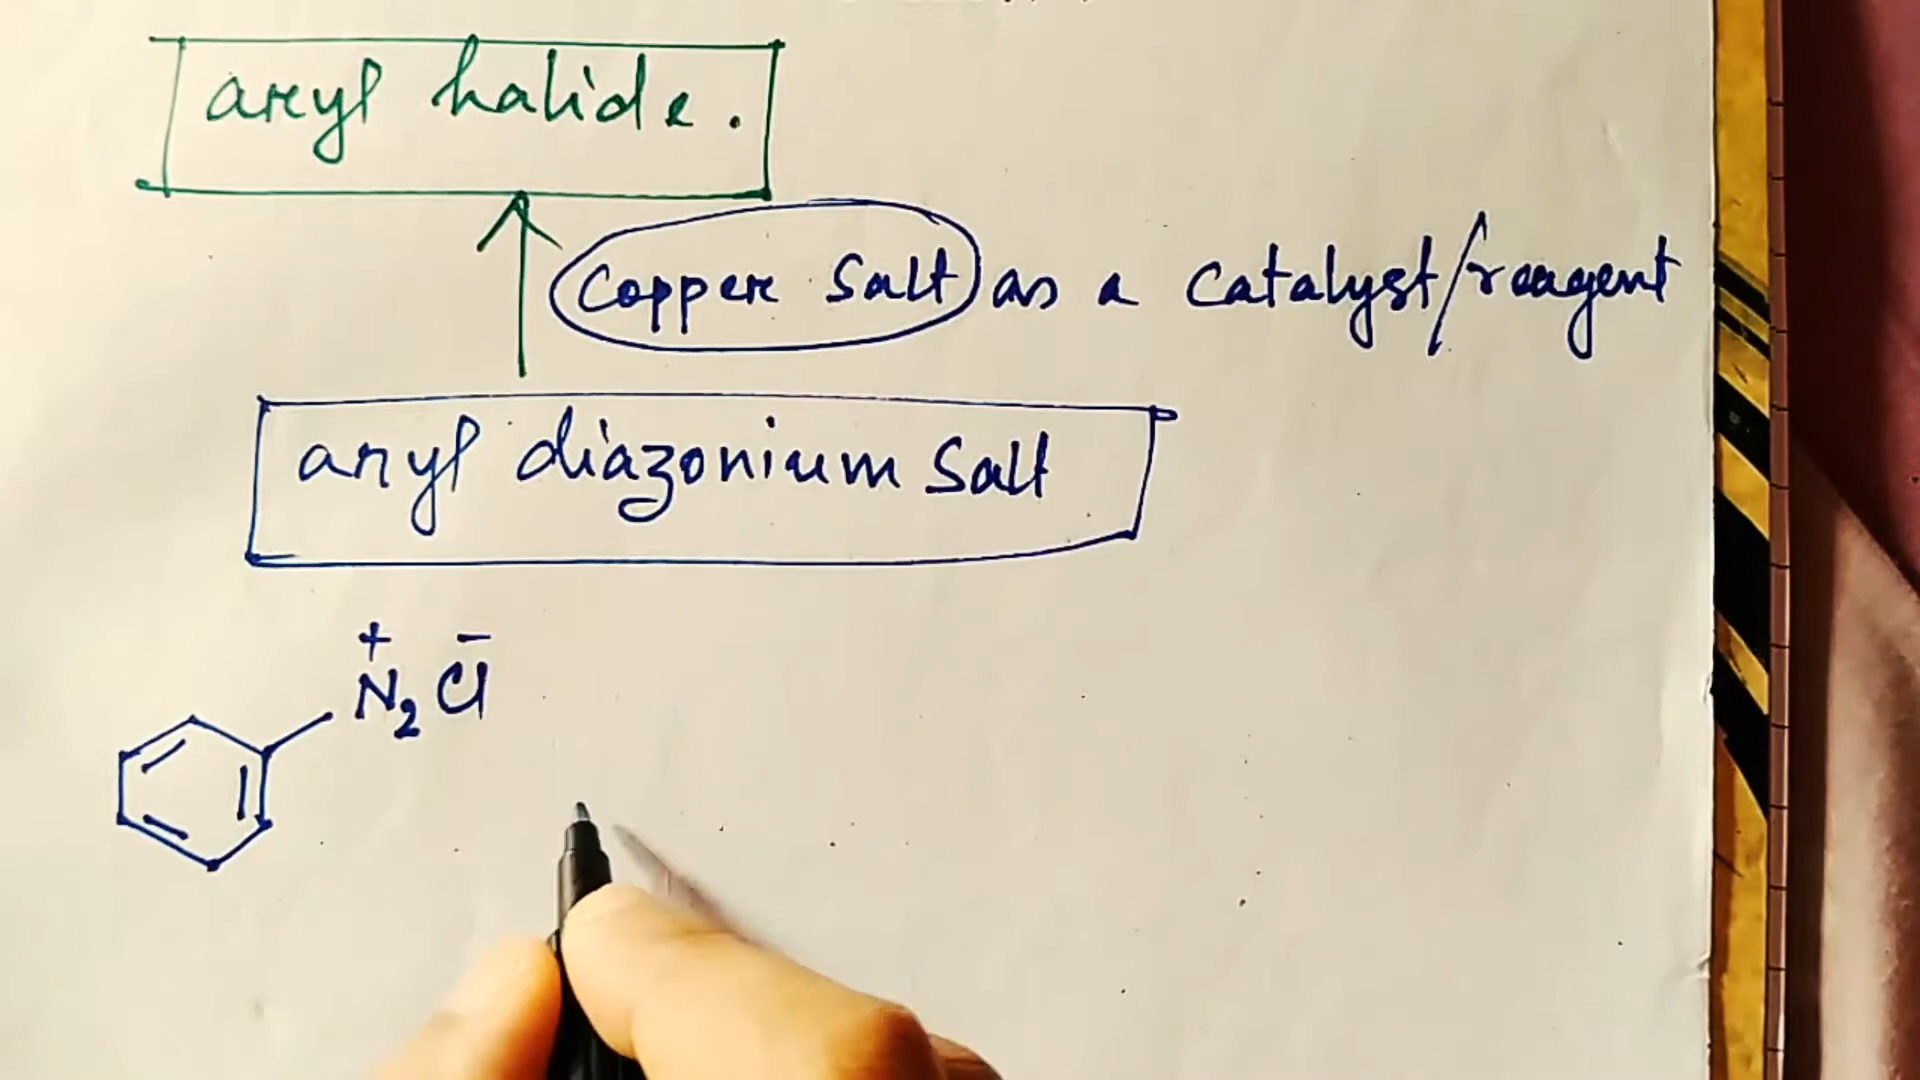 aryl halide.
Copper Salt as a Catalyst/reagent
aryl diazonium Salt
+ -
N2 Cl